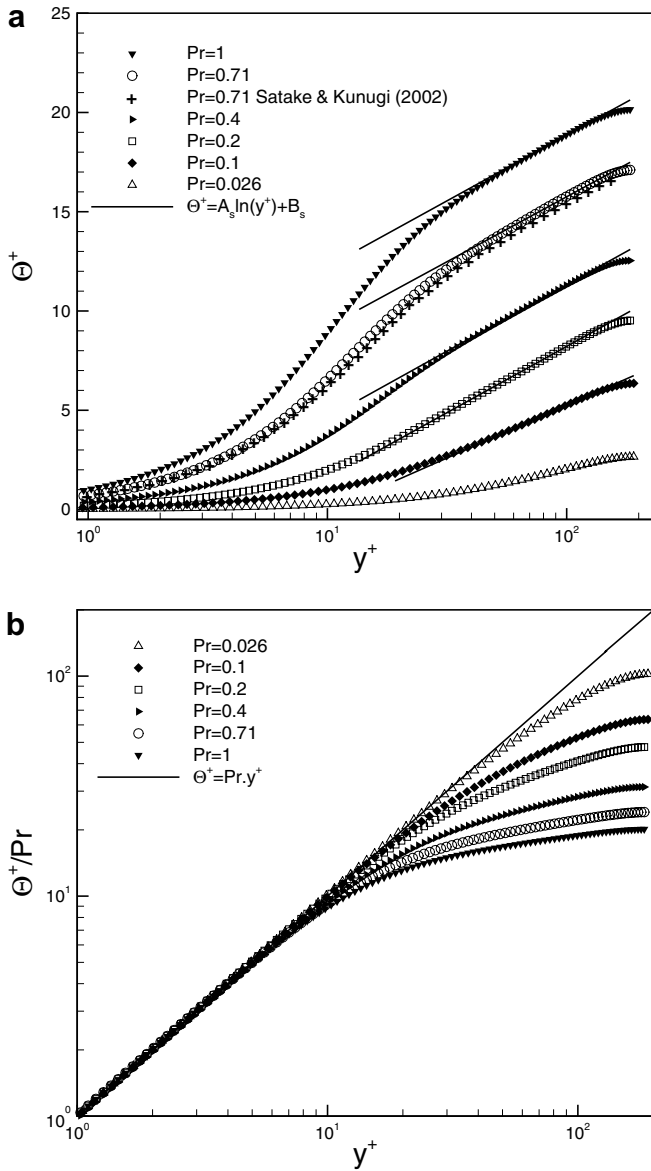 a
25
20
15
10
5
0
Θ⁺
Pr=1
Pr=0.71
Pr=0.71 Satake & Kunugi (2002)
Pr=0.4
Pr=0.2
Pr=0.1
Pr=0.026
Θ⁺=Aₛln(y⁺)+Bₛ
10⁰
10¹
10²
y⁺
b
10²
10¹
10⁰
Θ⁺/Pr
Pr=0.026
Pr=0.1
Pr=0.2
Pr=0.4
Pr=0.71
Pr=1
Θ⁺=Pr.y⁺
10⁰
10¹
10²
y⁺